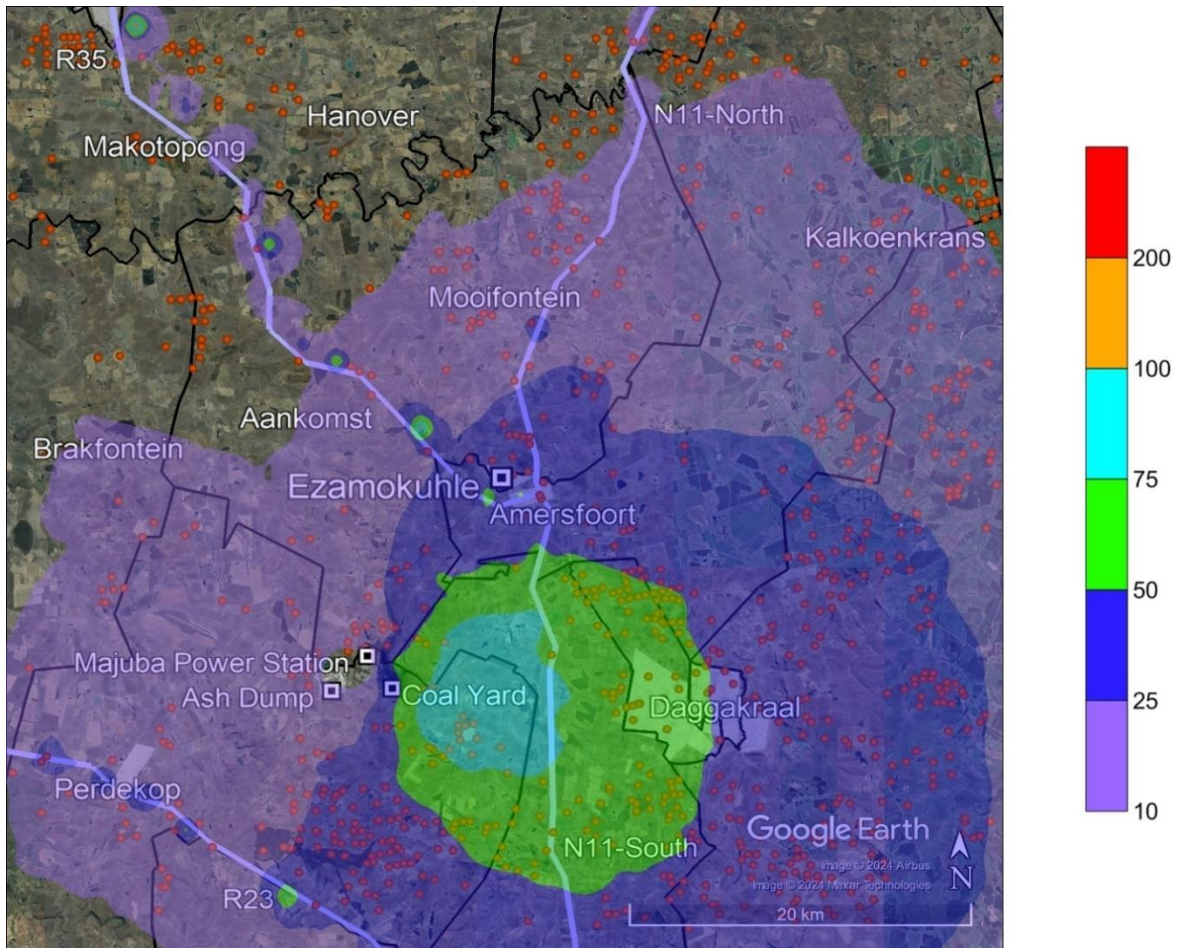 R35
Hanover
N11-North
Makotopong
Kalkoenkrans
200
Mooifontein
100
Aankomst
Brakfontein
75
Ezamokuhle
Amersfoort
50
Majuba Power Station
Ash Dump
Coal Yard
Daggakraal
25
Perdekop
10
Google Earth
N11-South
Image © 2024 Airbus
Image © 2024 Maxar Technologies
N
R23
20 km